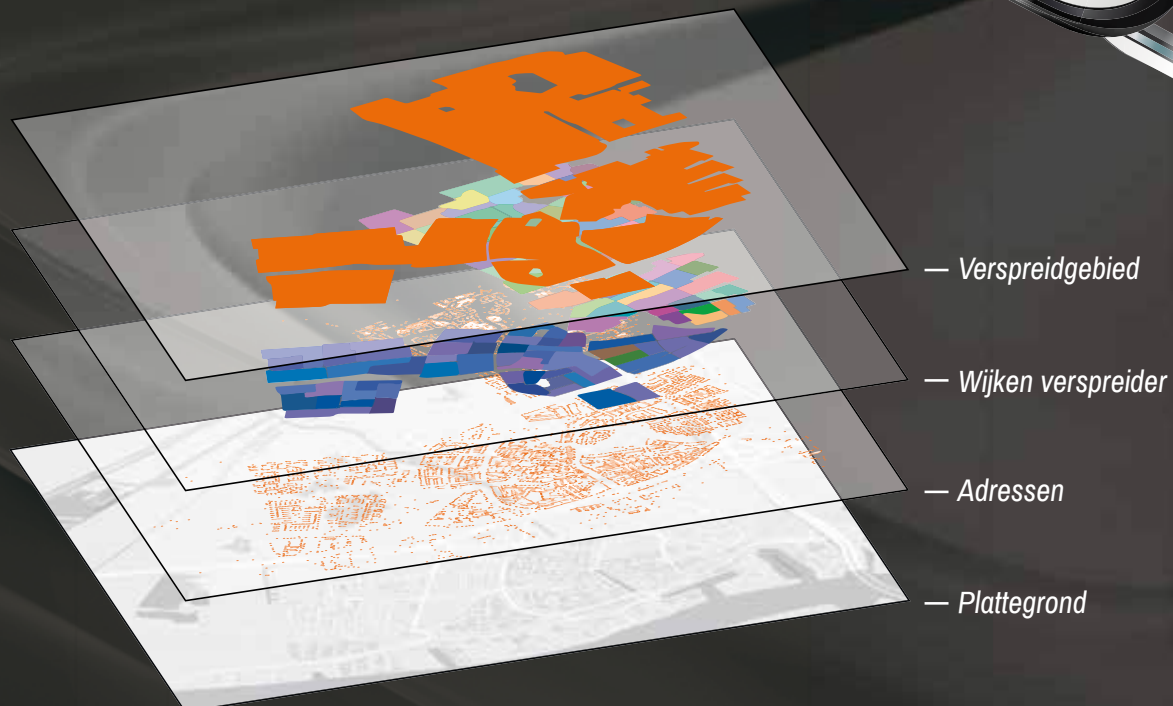 — Verspreidgebied
— Wijken verspreider
— Adressen
— Plattegrond